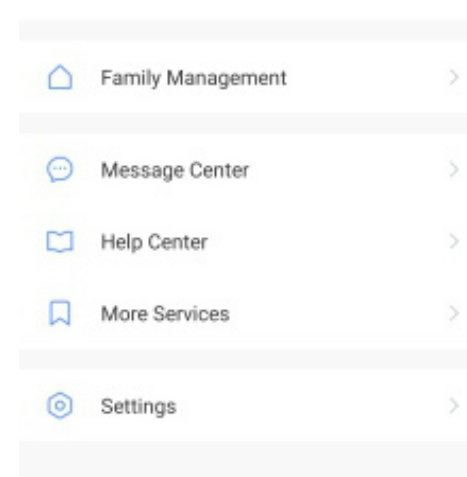 Family Management
Message Center
Help Center
More Services
Settings